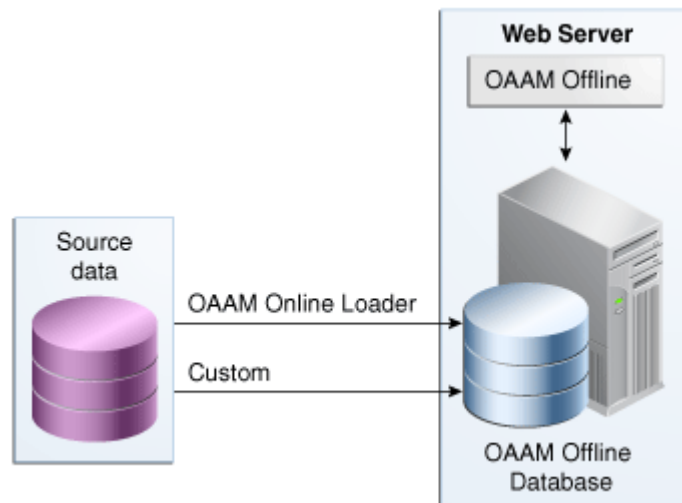 Web Server
OAAM Offline
Source
data
OAAM Online Loader
Custom
OAAM Offline
Database